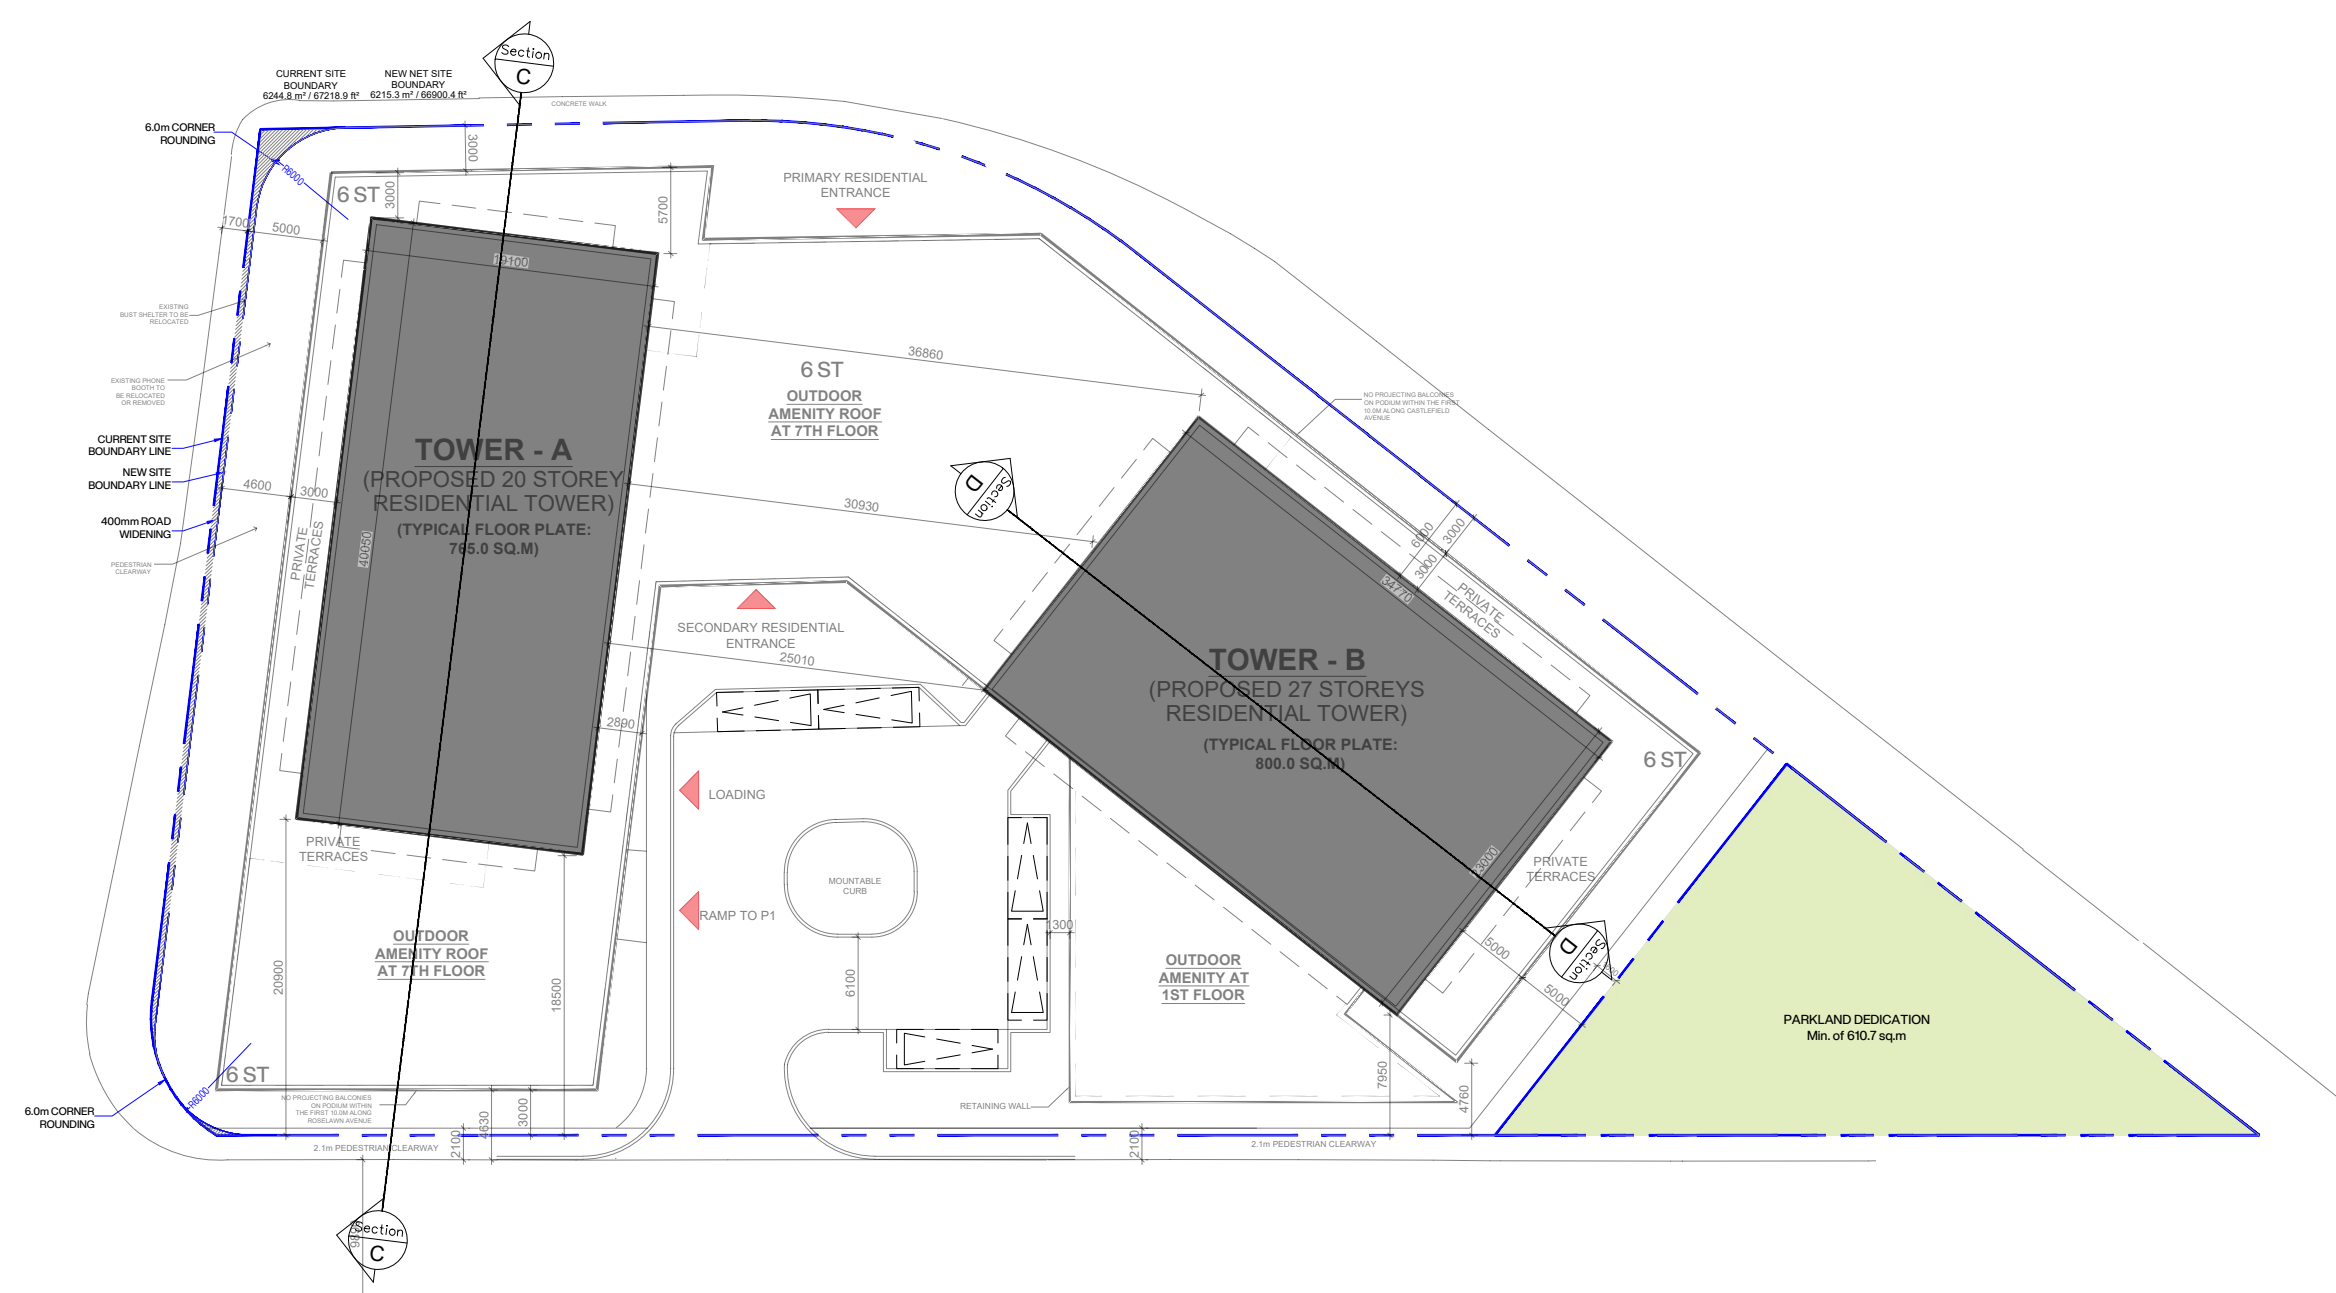 Section
C
CURRENT SITE
BOUNDARY
6244.8 m² / 67218.9 ft²
NEW NET SITE
BOUNDARY
6215.3 m² / 66900.4 ft²
CONCRETE WALK
6.0m CORNER
ROUNDING
R6000
3000
6 ST
3000
5700
PRIMARY RESIDENTIAL
ENTRANCE
1700
5000
19100
EXISTING
BUST SHELTER TO BE
RELOCATED
36860
6 ST
OUTDOOR
AMENITY ROOF
AT 7TH FLOOR
EXISTING PHONE
BOOTH TO
BE RELOCATED
OR REMOVED
NO PROJECTING BALCONIES
ON PODIUM WITHIN THE FIRST
10.0M ALONG CASTLEFIELD
AVENUE
CURRENT SITE
BOUNDARY LINE
NEW SITE
BOUNDARY LINE
TOWER - A
(PROPOSED 20 STOREY
RESIDENTIAL TOWER)
(TYPICAL FLOOR PLATE:
765.0 SQ.M)
4600
3000
30930
Section
D
400mm ROAD
WIDENING
PRIVATE
TERRACES
40050
PEDESTRIAN
CLEARWAY
6000
3000
3000
34770
PRIVATE
TERRACES
SECONDARY RESIDENTIAL
ENTRANCE
25010
TOWER - B
(PROPOSED 27 STOREYS
RESIDENTIAL TOWER)
(TYPICAL FLOOR PLATE:
800.0 SQ.M)
2890
6 ST
LOADING
PRIVATE
TERRACES
MOUNTABLE
CURB
23000
PRIVATE
TERRACES
RAMP TO P1
1300
OUTDOOR
AMENITY ROOF
AT 7TH FLOOR
20900
18500
6100
OUTDOOR
AMENITY AT
1ST FLOOR
5000
Section
D
5000
PARKLAND DEDICATION
Min. of 610.7 sq.m
6 ST
R6000
NO PROJECTING BALCONIES
ON PODIUM WITHIN
THE FIRST 10.0M ALONG
ROSELAWN AVENUE
7950
4760
6.0m CORNER
ROUNDING
RETAINING WALL
4630
3000
2100
2.1m PEDESTRIAN CLEARWAY
2100
2.1m PEDESTRIAN CLEARWAY
Section
C